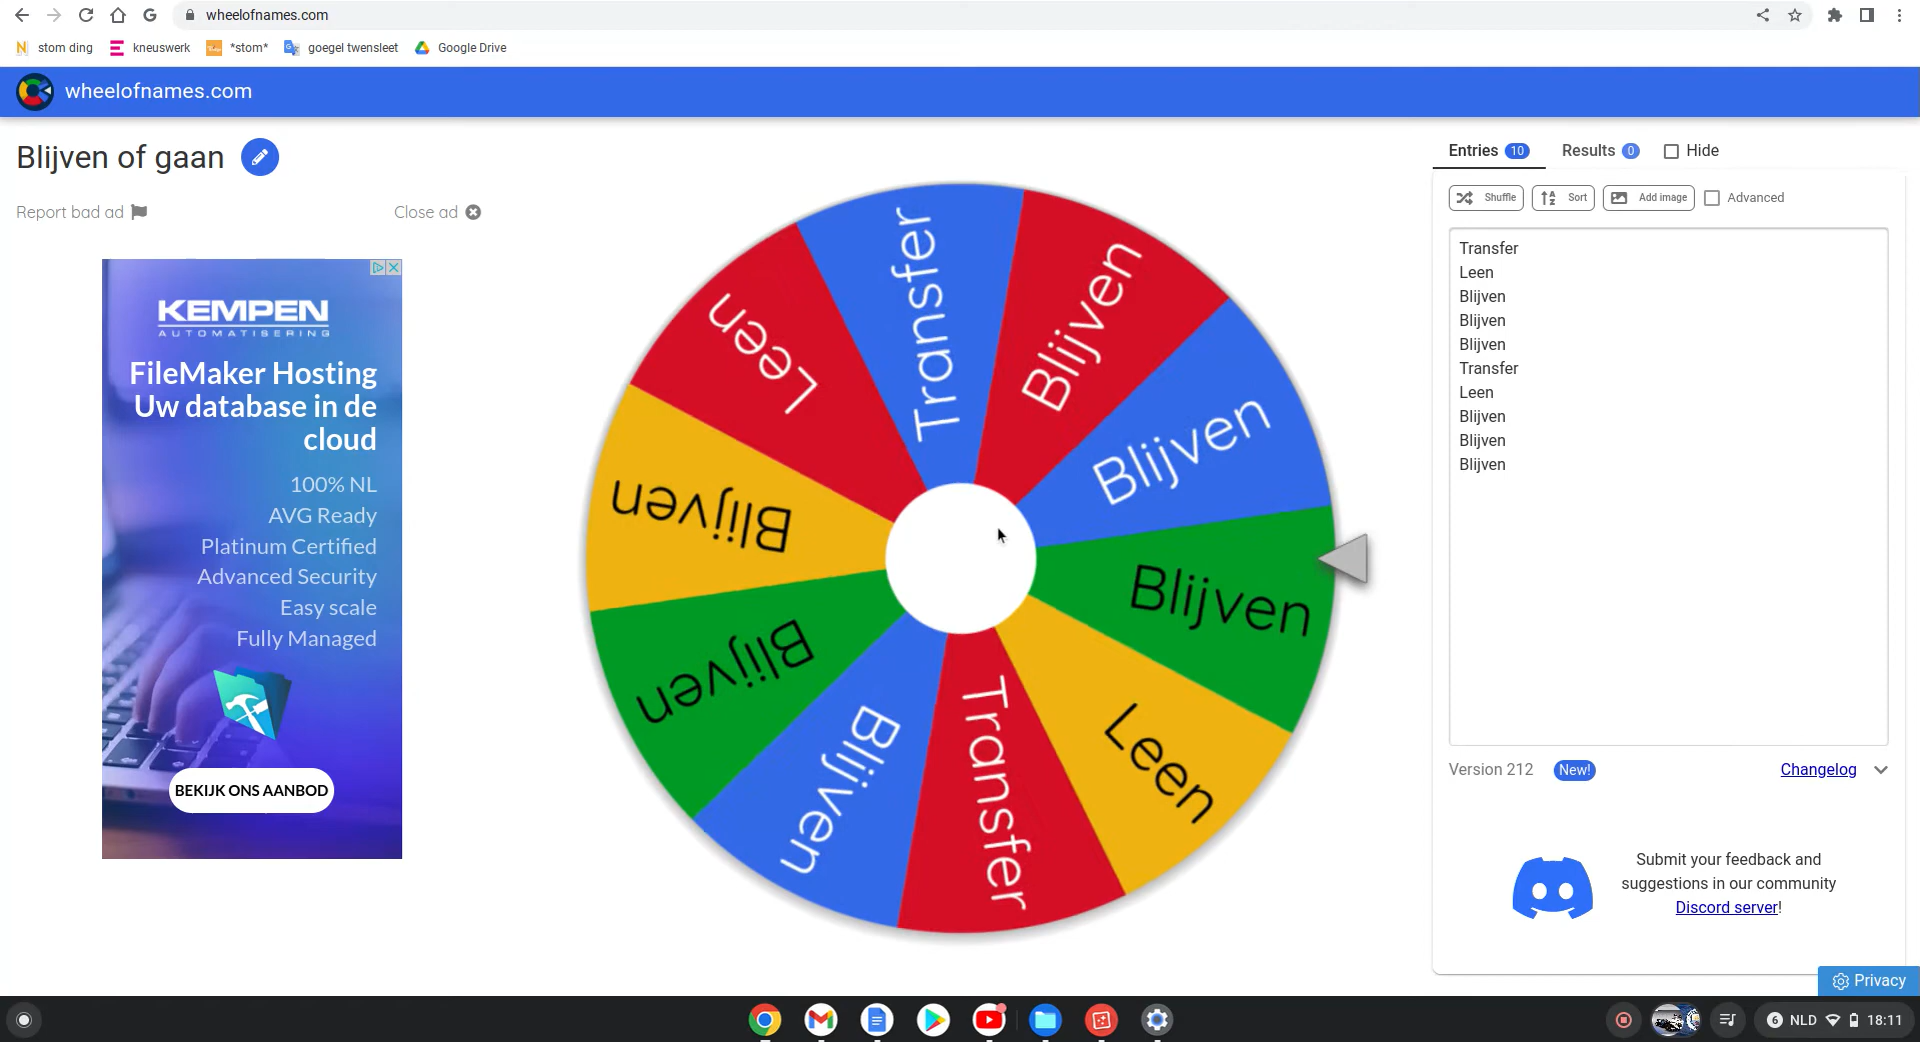 wheelofnames.com
stom ding
kneuswerk
*stom*
goegel twensleet
Google Drive
wheelofnames.com
Blijven of gaan
Report bad ad
Close ad
KEMPEN
AUTOMATISERING
FileMaker Hosting
Uw database in de
cloud
100% NL
AVG Ready
Platinum Certified
Advanced Security
Easy scale
Fully Managed
BEKIJK ONS AANBOD
Transfer
Blijven
Blijven
Blijven
Leen
Transfer
Blijven
Blijven
Blijven
Leen
Entries 10
Results 0
Hide
Shuffle
Sort
Add image
Advanced
Transfer
Leen
Blijven
Blijven
Blijven
Transfer
Leen
Blijven
Blijven
Blijven
Version 212
New!
Changelog
Submit your feedback and
suggestions in our community
Discord server!
Privacy
6 NLD 18:11